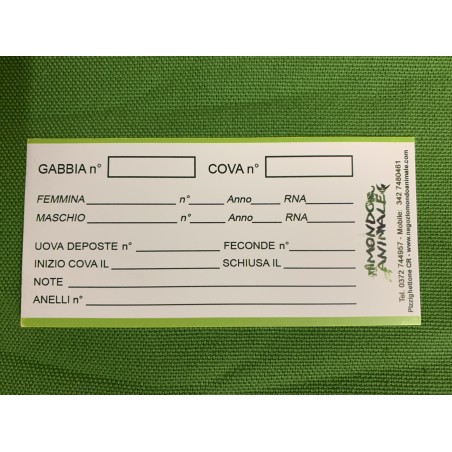 GABBIA n° COVA n°
FEMMINA n° Anno RNA
MASCHIO n° Anno RNA
UOVA DEPOSTE n° FECONDE n°
INIZIO COVA IL SCHIUSA IL
NOTE
ANELLI n°
MONDO
ANIMALE
Tel. 0372 744957 - Mobile: 342 7480461
Pizzighettone CR - www.negoziomondoanimale.com